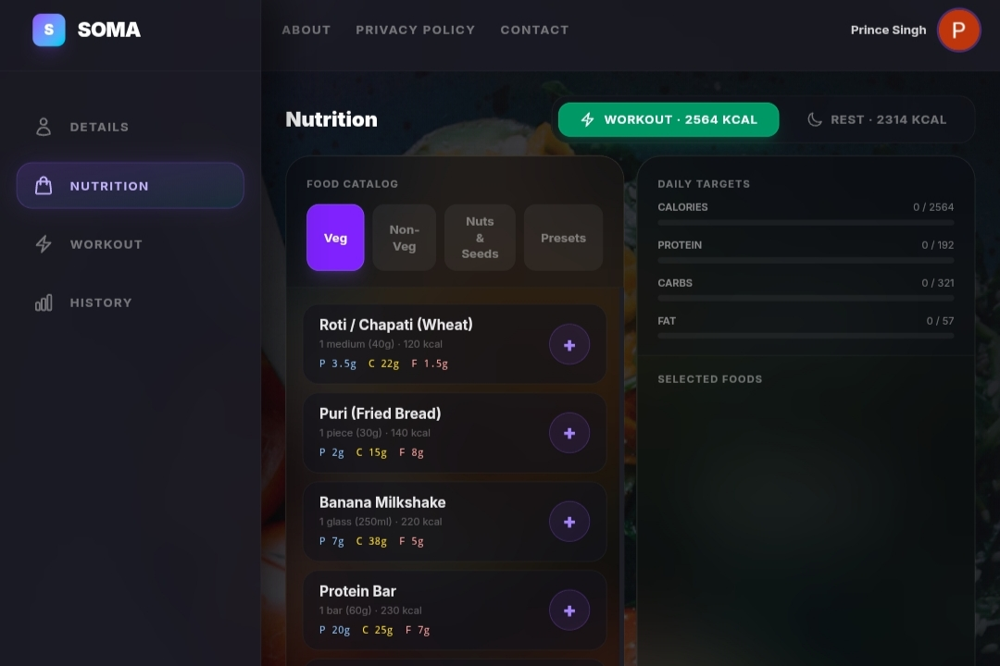 S SOMA
ABOUT PRIVACY POLICY CONTACT
Prince Singh P
DETAILS
NUTRITION
WORKOUT
HISTORY
Nutrition
WORKOUT · 2564 KCAL
REST · 2314 KCAL
FOOD CATALOG
Veg
Non-
Veg
Nuts
&
Seeds
Presets
Roti / Chapati (Wheat)
1 medium (40g) · 120 kcal
P 3.5g C 22g F 1.5g
+
Puri (Fried Bread)
1 piece (30g) · 140 kcal
P 2g C 15g F 8g
+
Banana Milkshake
1 glass (250ml) · 220 kcal
P 7g C 38g F 5g
+
Protein Bar
1 bar (60g) · 230 kcal
P 20g C 25g F 7g
+
DAILY TARGETS
CALORIES 0 / 2564
PROTEIN 0 / 192
CARBS 0 / 321
FAT 0 / 57
SELECTED FOODS